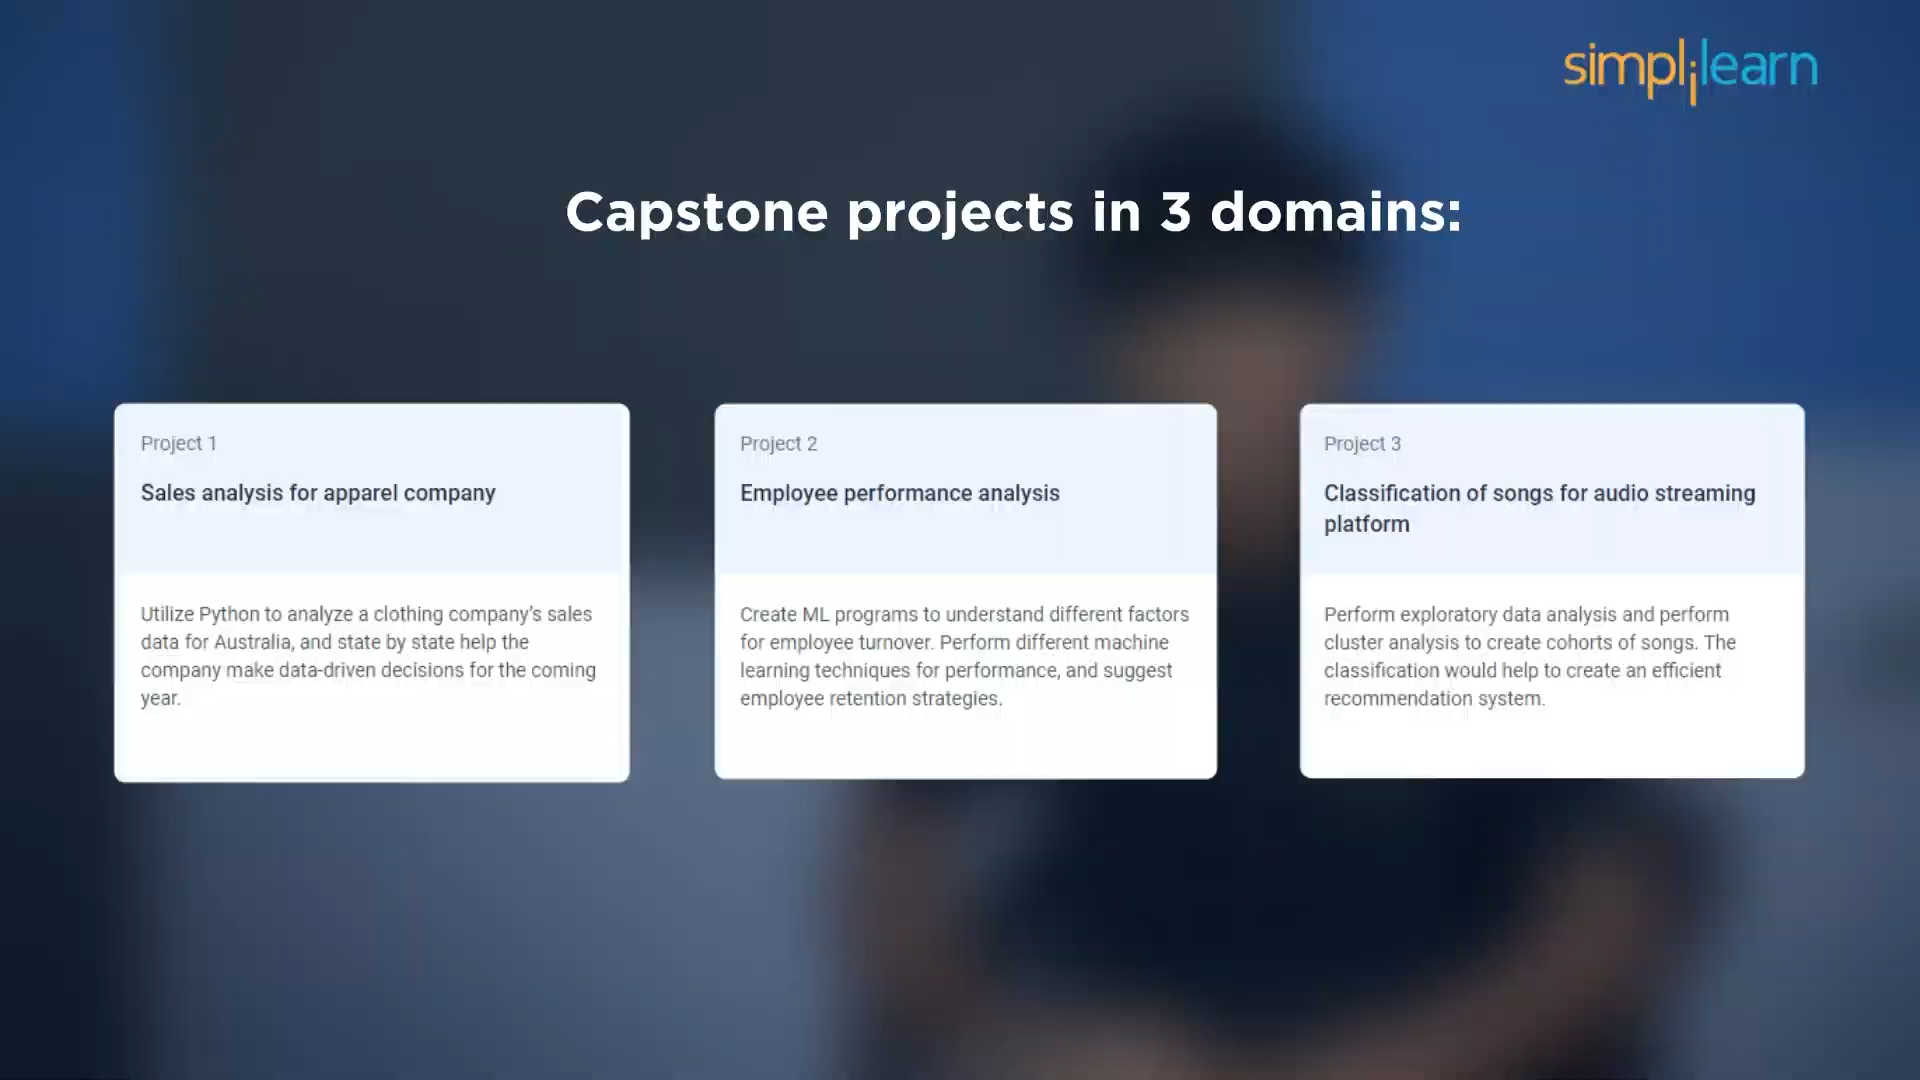 simplilearn
Capstone projects in 3 domains:
Project 1
Sales analysis for apparel company
Utilize Python to analyze a clothing company's sales
data for Australia, and state by state help the
company make data-driven decisions for the coming
year.
Project 2
Employee performance analysis
Create ML programs to understand different factors
for employee turnover. Perform different machine
learning techniques for performance, and suggest
employee retention strategies.
Project 3
Classification of songs for audio streaming
platform
Perform exploratory data analysis and perform
cluster analysis to create cohorts of songs. The
classification would help to create an efficient
recommendation system.